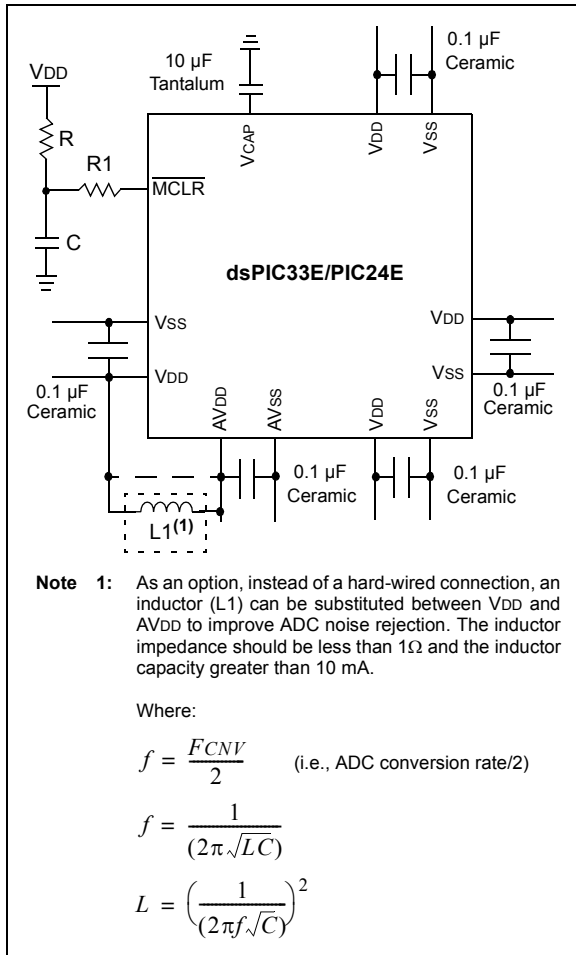 VDD
10 µF
Tantalum
0.1 µF
Ceramic
R
R1
C
MCLR
VCAP
VDD
VSS
dsPIC33E/PIC24E
VSS
VDD
0.1 µF
Ceramic
VDD
VSS
0.1 µF
Ceramic
AVDD
AVSS
VDD
VSS
0.1 µF
Ceramic
0.1 µF
Ceramic
L1(1)
Note 1: As an option, instead of a hard-wired connection, an
inductor (L1) can be substituted between VDD and
AVDD to improve ADC noise rejection. The inductor
impedance should be less than 1Ω and the inductor
capacity greater than 10 mA.
Where:
f = FCNV / 2 (i.e., ADC conversion rate/2)
f = 1 / (2π√LC)
L = (1 / (2πf√C))²